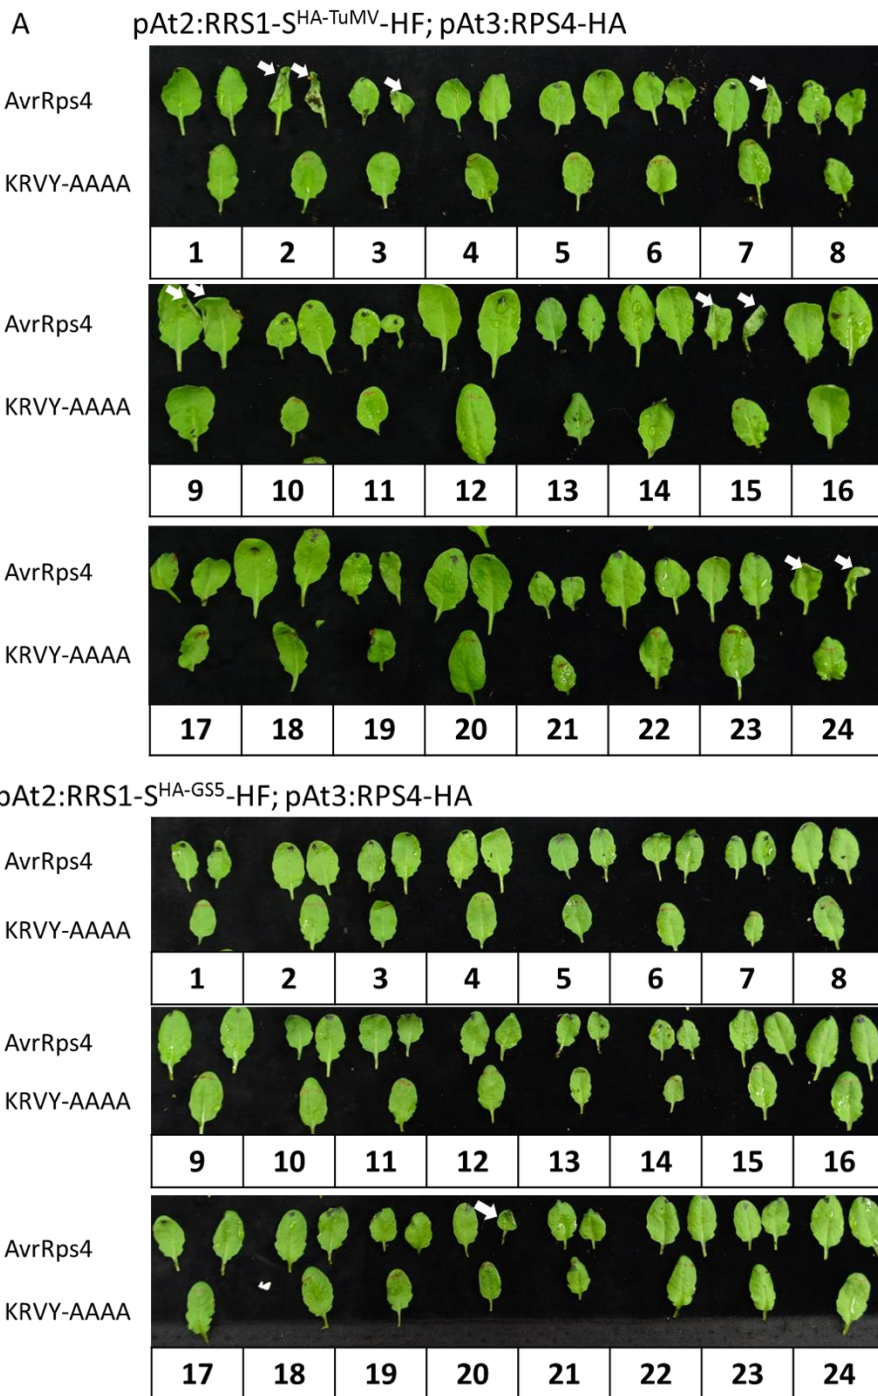 A pAt2:RRS1-S^HA-TuMV-HF; pAt3:RPS4-HA
AvrRps4
KRVY-AAAA
1 2 3 4 5 6 7 8
AvrRps4
KRVY-AAAA
9 10 11 12 13 14 15 16
AvrRps4
KRVY-AAAA
17 18 19 20 21 22 23 24
pAt2:RRS1-S^HA-GS5-HF; pAt3:RPS4-HA
AvrRps4
KRVY-AAAA
1 2 3 4 5 6 7 8
AvrRps4
KRVY-AAAA
9 10 11 12 13 14 15 16
AvrRps4
KRVY-AAAA
17 18 19 20 21 22 23 24